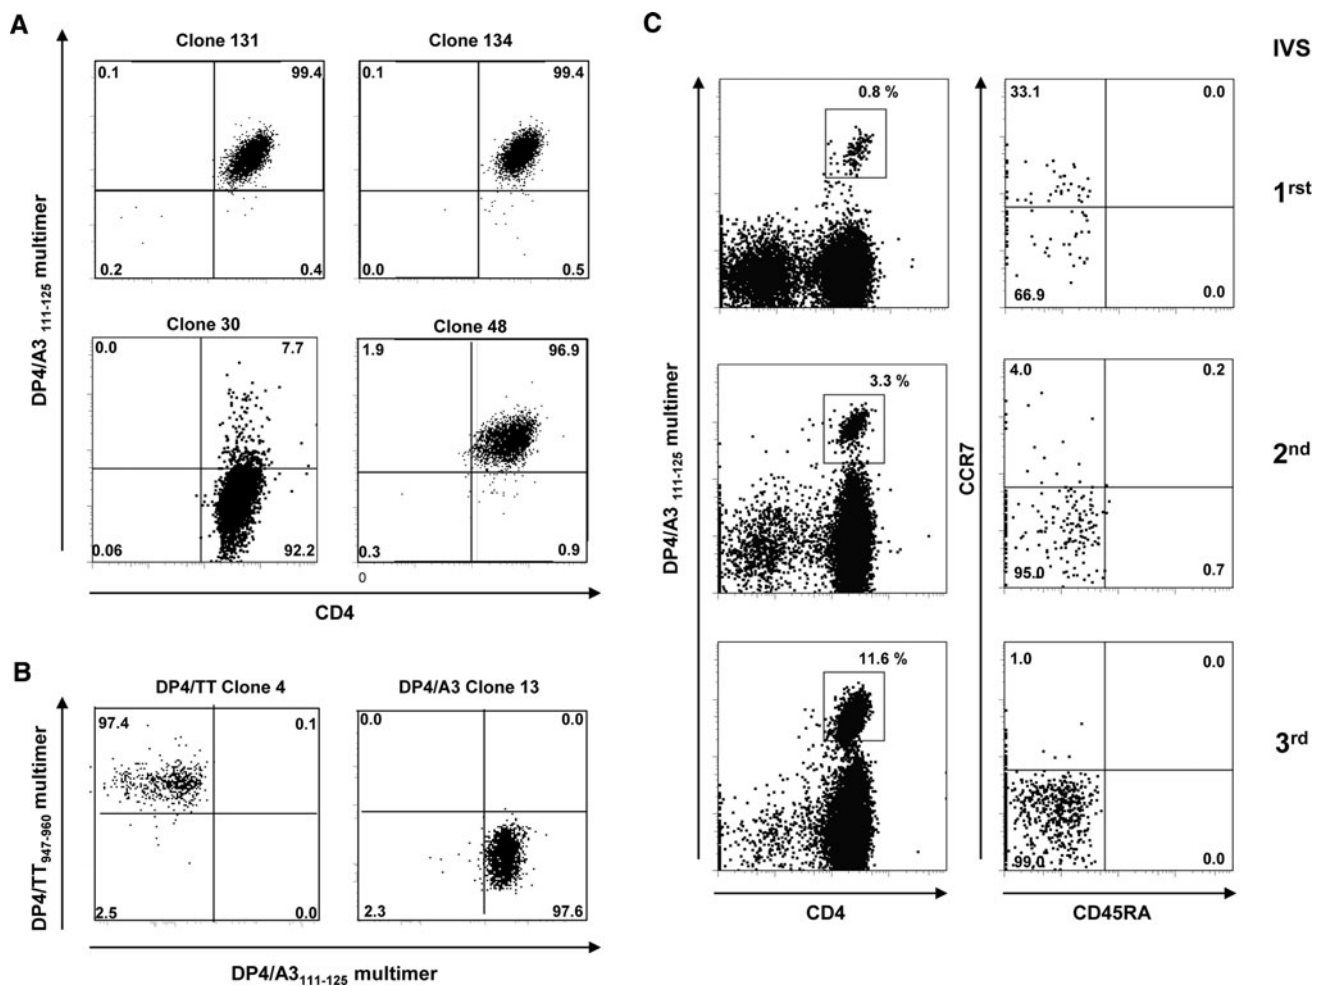 A
Clone 131
0.1
99.4
0.2
0.4
Clone 134
0.1
99.4
0.0
0.5
Clone 30
0.0
7.7
0.06
92.2
Clone 48
1.9
96.9
0.3
0.9
0
DP4/A3 111-125 multimer
CD4
B
DP4/TT Clone 4
97.4
0.1
2.5
0.0
DP4/A3 Clone 13
0.0
0.0
2.3
97.6
DP4/TT947-960 multimer
DP4/A3111-125 multimer
C
IVS
0.8 %
33.1
0.0
66.9
0.0
1rst
3.3 %
4.0
0.2
95.0
0.7
2nd
11.6 %
1.0
0.0
99.0
0.0
3rd
DP4/A3 111-125 multimer
CCR7
CD4
CD45RA